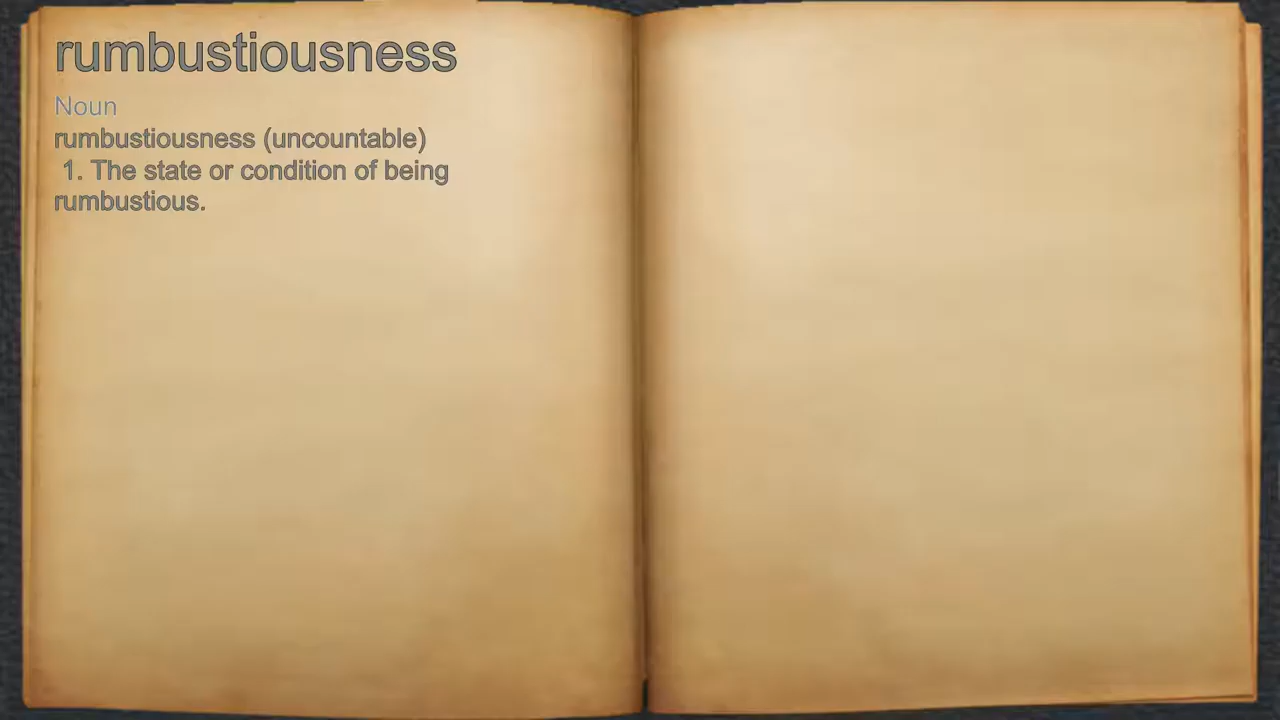 rumbustiousness
Noun
rumbustiousness (uncountable)
1. The state or condition of being
rumbustious.